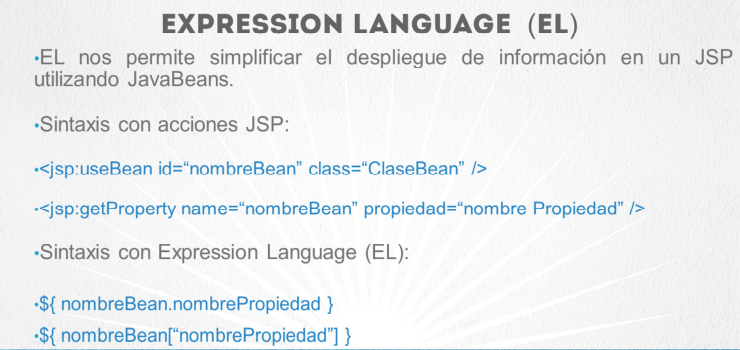 EXPRESSION LANGUAGE (EL)
•EL nos permite simplificar el despliegue de información en un JSP
utilizando JavaBeans.
•Sintaxis con acciones JSP:
•<jsp:useBean id=“nombreBean” class=“ClaseBean” />
•<jsp:getProperty name=“nombreBean” propiedad=“nombre Propiedad” />
•Sintaxis con Expression Language (EL):
•${ nombreBean.nombrePropiedad }
•${ nombreBean[“nombrePropiedad”] }